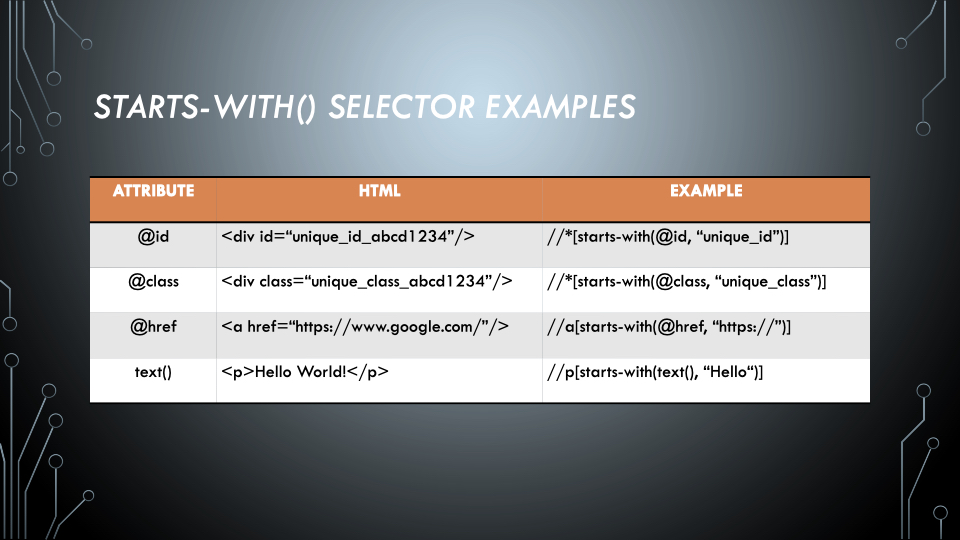 STARTS-WITH() SELECTOR EXAMPLES
ATTRIBUTE HTML EXAMPLE
@id <div id=“unique_id_abcd1234”/> //*[starts-with(@id, “unique_id”)]
@class <div class=“unique_class_abcd1234”/> //*[starts-with(@class, “unique_class”)]
@href <a href=“https://www.google.com/”/> //a[starts-with(@href, “https://”)]
text() <p>Hello World!</p> //p[starts-with(text(), “Hello“)]